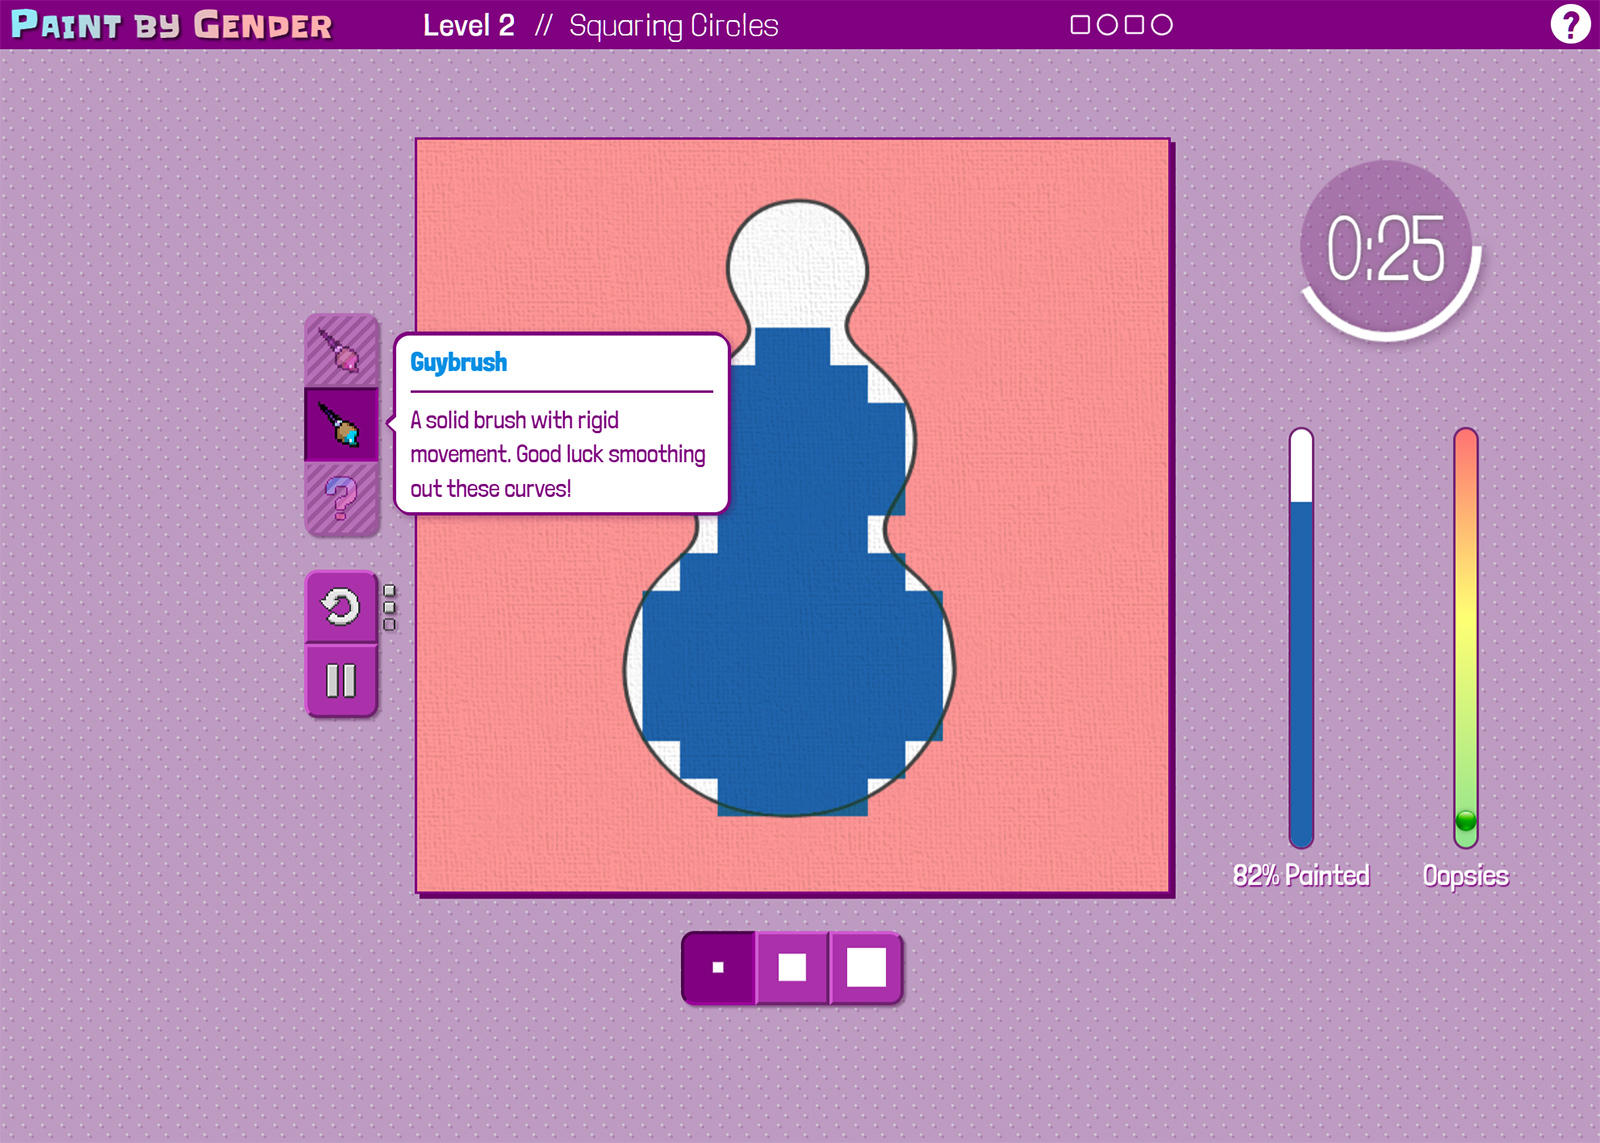 Paint by Gender
Level 2 // Squaring Circles
?
0:25
Guybrush
A solid brush with rigid
movement. Good luck smoothing
out these curves!
?
82% Painted
Oopsies